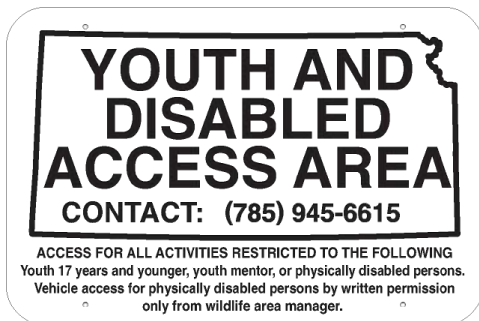 YOUTH AND
DISABLED
ACCESS AREA
CONTACT: (785) 945-6615
ACCESS FOR ALL ACTIVITIES RESTRICTED TO THE FOLLOWING
Youth 17 years and younger, youth mentor, or physically disabled persons.
Vehicle access for physically disabled persons by written permission
only from wildlife area manager.